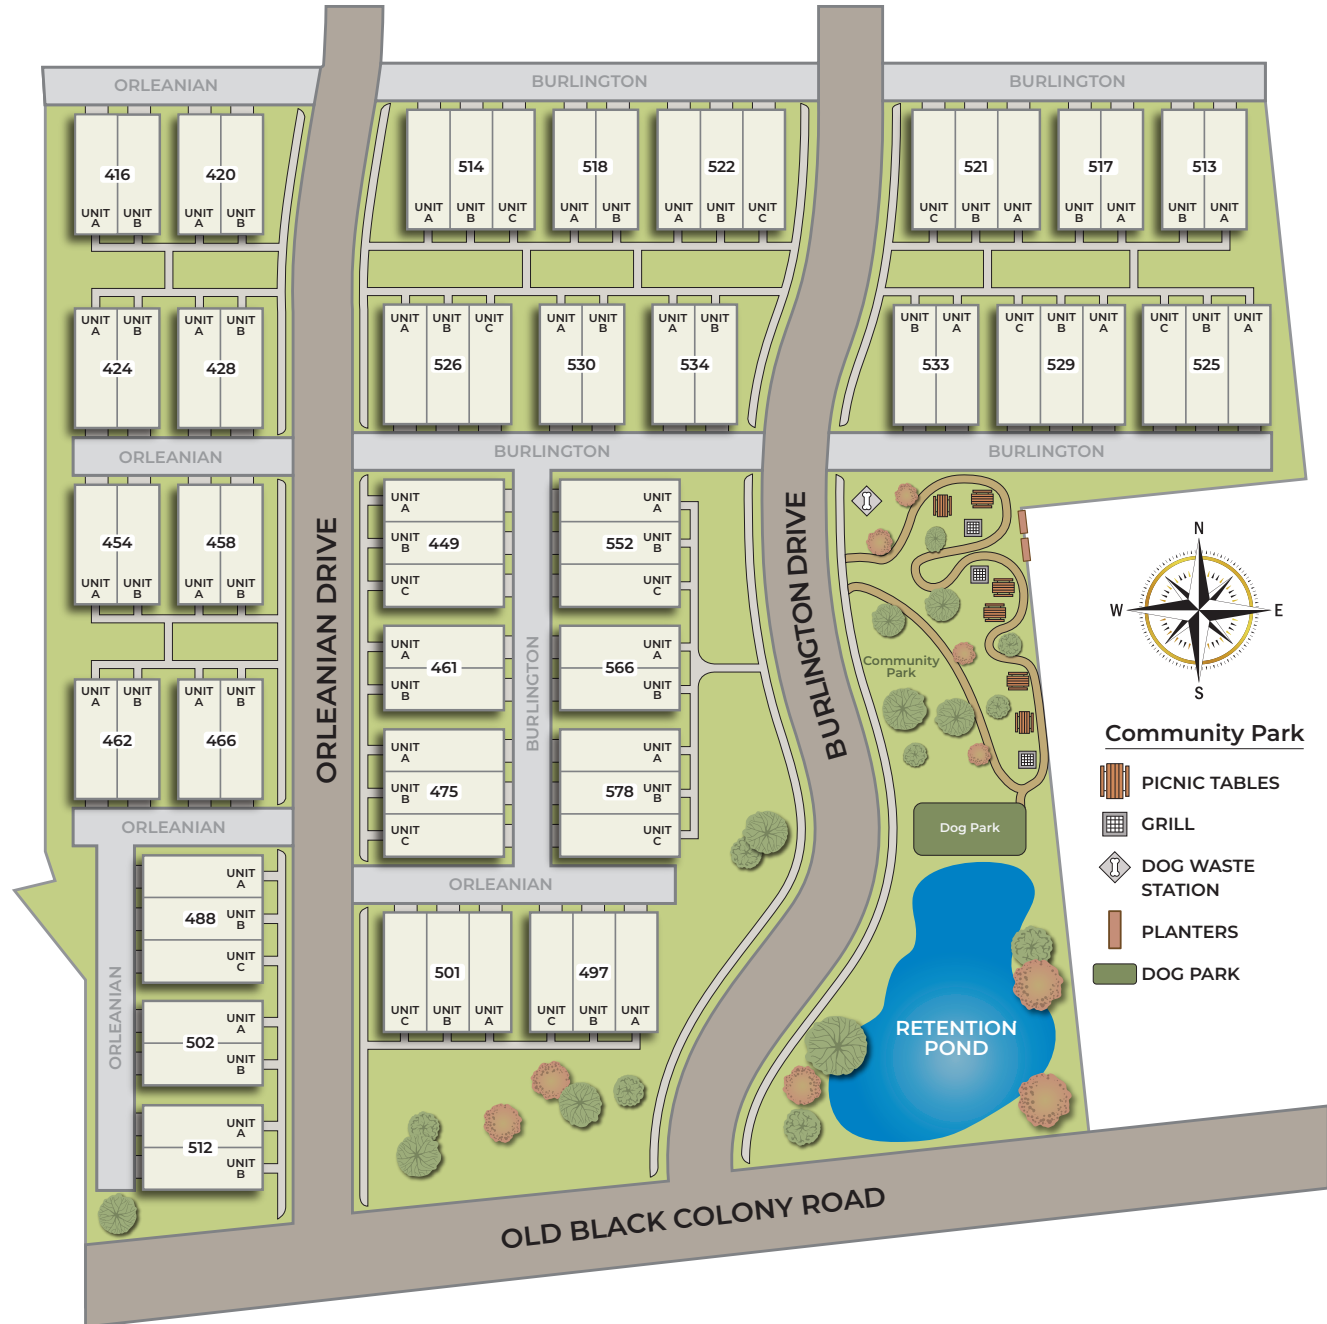 ORLEANIAN
BURLINGTON
BURLINGTON
416
UNIT A
UNIT B
420
UNIT A
UNIT B
514
UNIT A
UNIT B
UNIT C
518
UNIT A
UNIT B
522
UNIT A
UNIT B
UNIT C
521
UNIT C
UNIT B
UNIT A
517
UNIT B
UNIT A
513
UNIT B
UNIT A
UNIT A
UNIT B
424
UNIT A
UNIT B
428
UNIT A
UNIT B
UNIT C
526
UNIT A
UNIT B
530
UNIT A
UNIT B
534
UNIT B
UNIT A
533
UNIT C
UNIT B
UNIT A
529
UNIT C
UNIT B
UNIT A
525
ORLEANIAN
BURLINGTON
BURLINGTON
454
UNIT A
UNIT B
458
UNIT A
UNIT B
ORLEANIAN DRIVE
UNIT A
UNIT B
449
UNIT C
BURLINGTON
UNIT A
552
UNIT B
UNIT C
BURLINGTON DRIVE
UNIT A
461
UNIT B
UNIT A
566
UNIT B
Community
Park
UNIT A
UNIT B
462
UNIT A
UNIT B
466
UNIT A
UNIT B
475
UNIT C
UNIT A
578
UNIT B
UNIT C
Dog Park
ORLEANIAN
ORLEANIAN
UNIT A
488
UNIT B
UNIT C
ORLEANIAN
UNIT A
502
UNIT B
UNIT A
512
UNIT B
501
UNIT C
UNIT B
UNIT A
497
UNIT C
UNIT B
UNIT A
RETENTION
POND
OLD BLACK COLONY ROAD
N
W
E
S
Community Park
PICNIC TABLES
GRILL
DOG WASTE
STATION
PLANTERS
DOG PARK